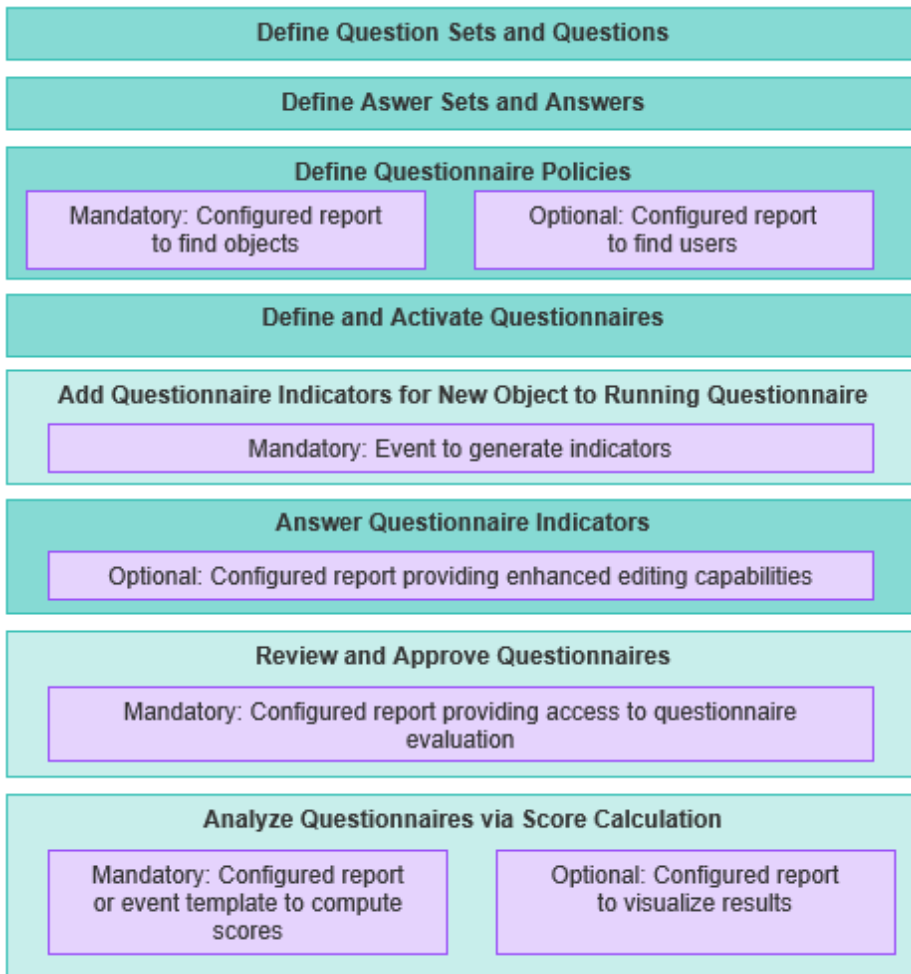 Define Question Sets and Questions
Define Aswer Sets and Answers
Define Questionnaire Policies
Mandatory: Configured report
to find objects
Optional: Configured report
to find users
Define and Activate Questionnaires
Add Questionnaire Indicators for New Object to Running Questionnaire
Mandatory: Event to generate indicators
Answer Questionnaire Indicators
Optional: Configured report providing enhanced editing capabilities
Review and Approve Questionnaires
Mandatory: Configured report providing access to questionnaire
evaluation
Analyze Questionnaires via Score Calculation
Mandatory: Configured report
or event template to compute
scores
Optional: Configured report
to visualize results